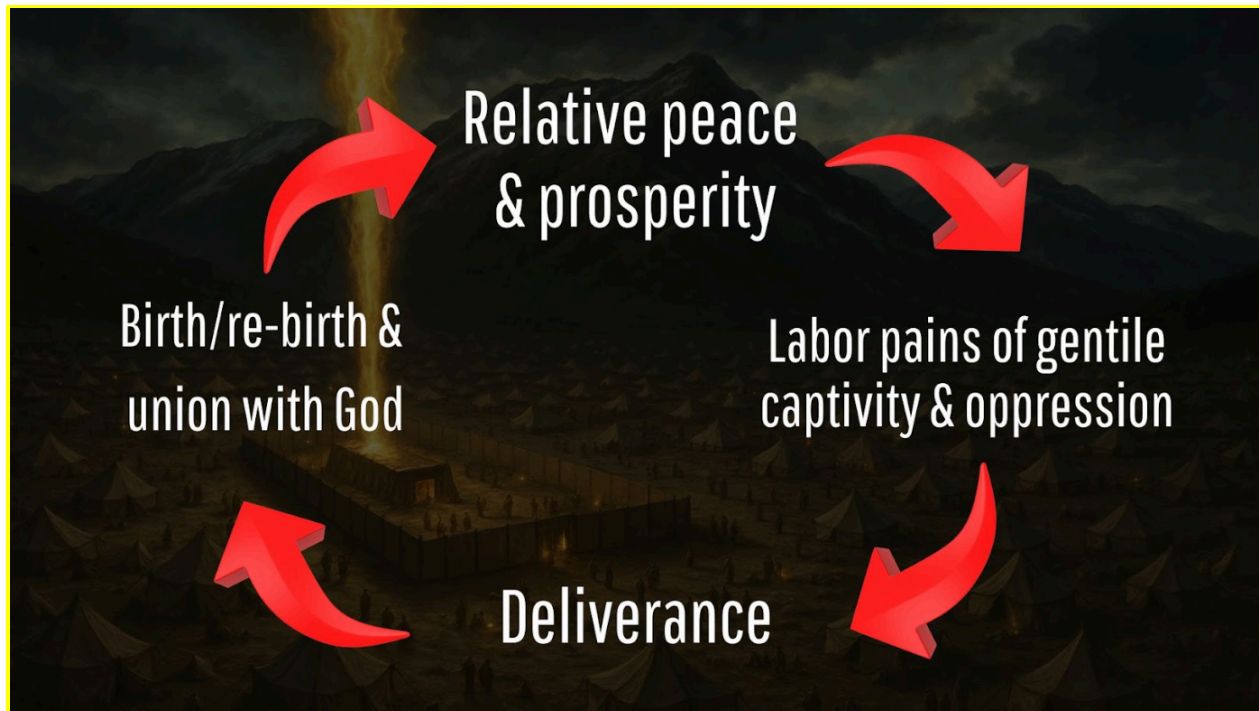 Relative peace
& prosperity
Birth/re-birth &
union with God
Labor pains of gentile
captivity & oppression
Deliverance